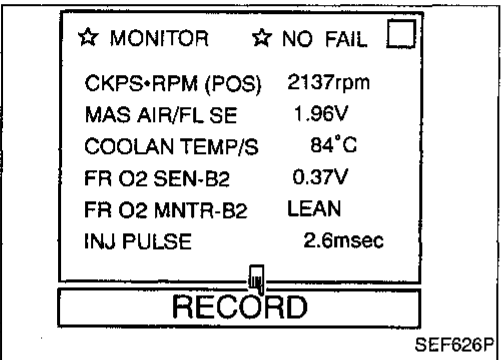 ☆ MONITOR ☆ NO FAIL
CKPS•RPM (POS) 2137rpm
MAS AIR/FL SE 1.96V
COOLAN TEMP/S 84°C
FR O2 SEN-B2 0.37V
FR O2 MNTR-B2 LEAN
INJ PULSE 2.6msec
RECORD
SEF626P